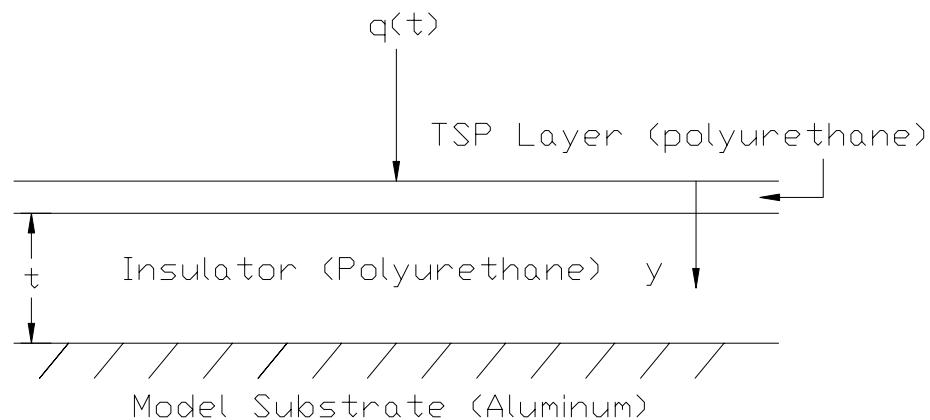 q(t)
TSP Layer (polyurethane)
t
Insulator (Polyurethane) y
Model Substrate (Aluminum)